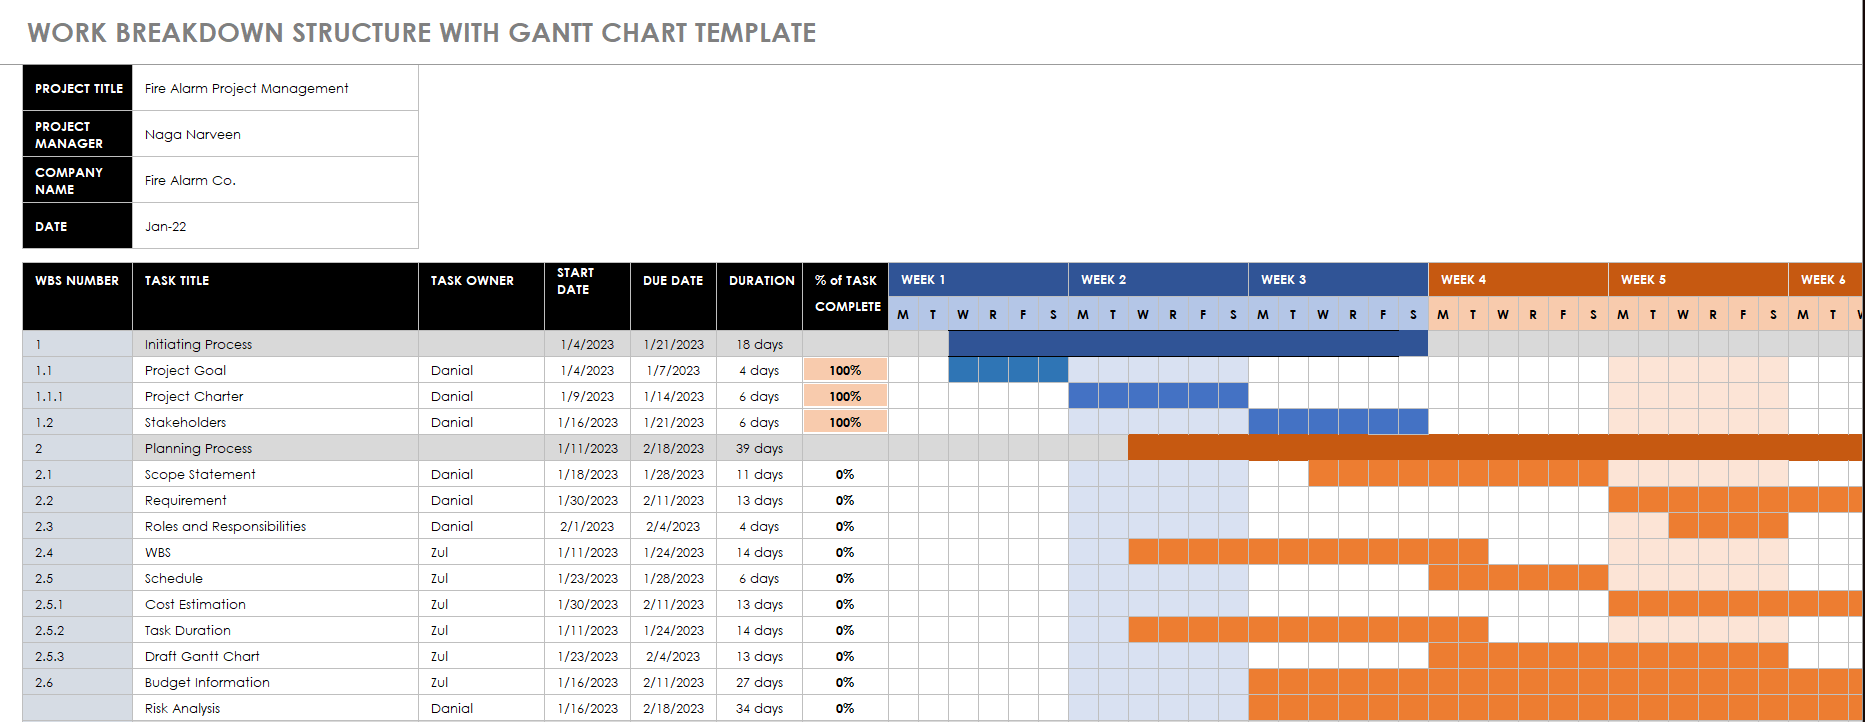 WORK BREAKDOWN STRUCTURE WITH GANTT CHART TEMPLATE
PROJECT TITLE Fire Alarm Project Management
PROJECT MANAGER Naga Narveen
COMPANY NAME Fire Alarm Co.
DATE Jan-22
WBS NUMBER TASK TITLE TASK OWNER START DATE DUE DATE DURATION % of TASK COMPLETE WEEK 1 WEEK 2 WEEK 3 WEEK 4 WEEK 5 WEEK 6
M T W R F S M T W R F S M T W R F S M T W R F S M T W R F S M T
1 Initiating Process 1/4/2023 1/21/2023 18 days
1.1 Project Goal Danial 1/4/2023 1/7/2023 4 days 100%
1.1.1 Project Charter Danial 1/9/2023 1/14/2023 6 days 100%
1.2 Stakeholders Danial 1/16/2023 1/21/2023 6 days 100%
2 Planning Process 1/11/2023 2/18/2023 39 days
2.1 Scope Statement Danial 1/18/2023 1/28/2023 11 days 0%
2.2 Requirement Danial 1/30/2023 2/11/2023 13 days 0%
2.3 Roles and Responsibilities Danial 2/1/2023 2/4/2023 4 days 0%
2.4 WBS Zul 1/11/2023 1/24/2023 14 days 0%
2.5 Schedule Zul 1/23/2023 1/28/2023 6 days 0%
2.5.1 Cost Estimation Zul 1/30/2023 2/11/2023 13 days 0%
2.5.2 Task Duration Zul 1/11/2023 1/24/2023 14 days 0%
2.5.3 Draft Gantt Chart Zul 1/23/2023 2/4/2023 13 days 0%
2.6 Budget Information Zul 1/16/2023 2/11/2023 27 days 0%
Risk Analysis Danial 1/16/2023 2/18/2023 34 days 0%